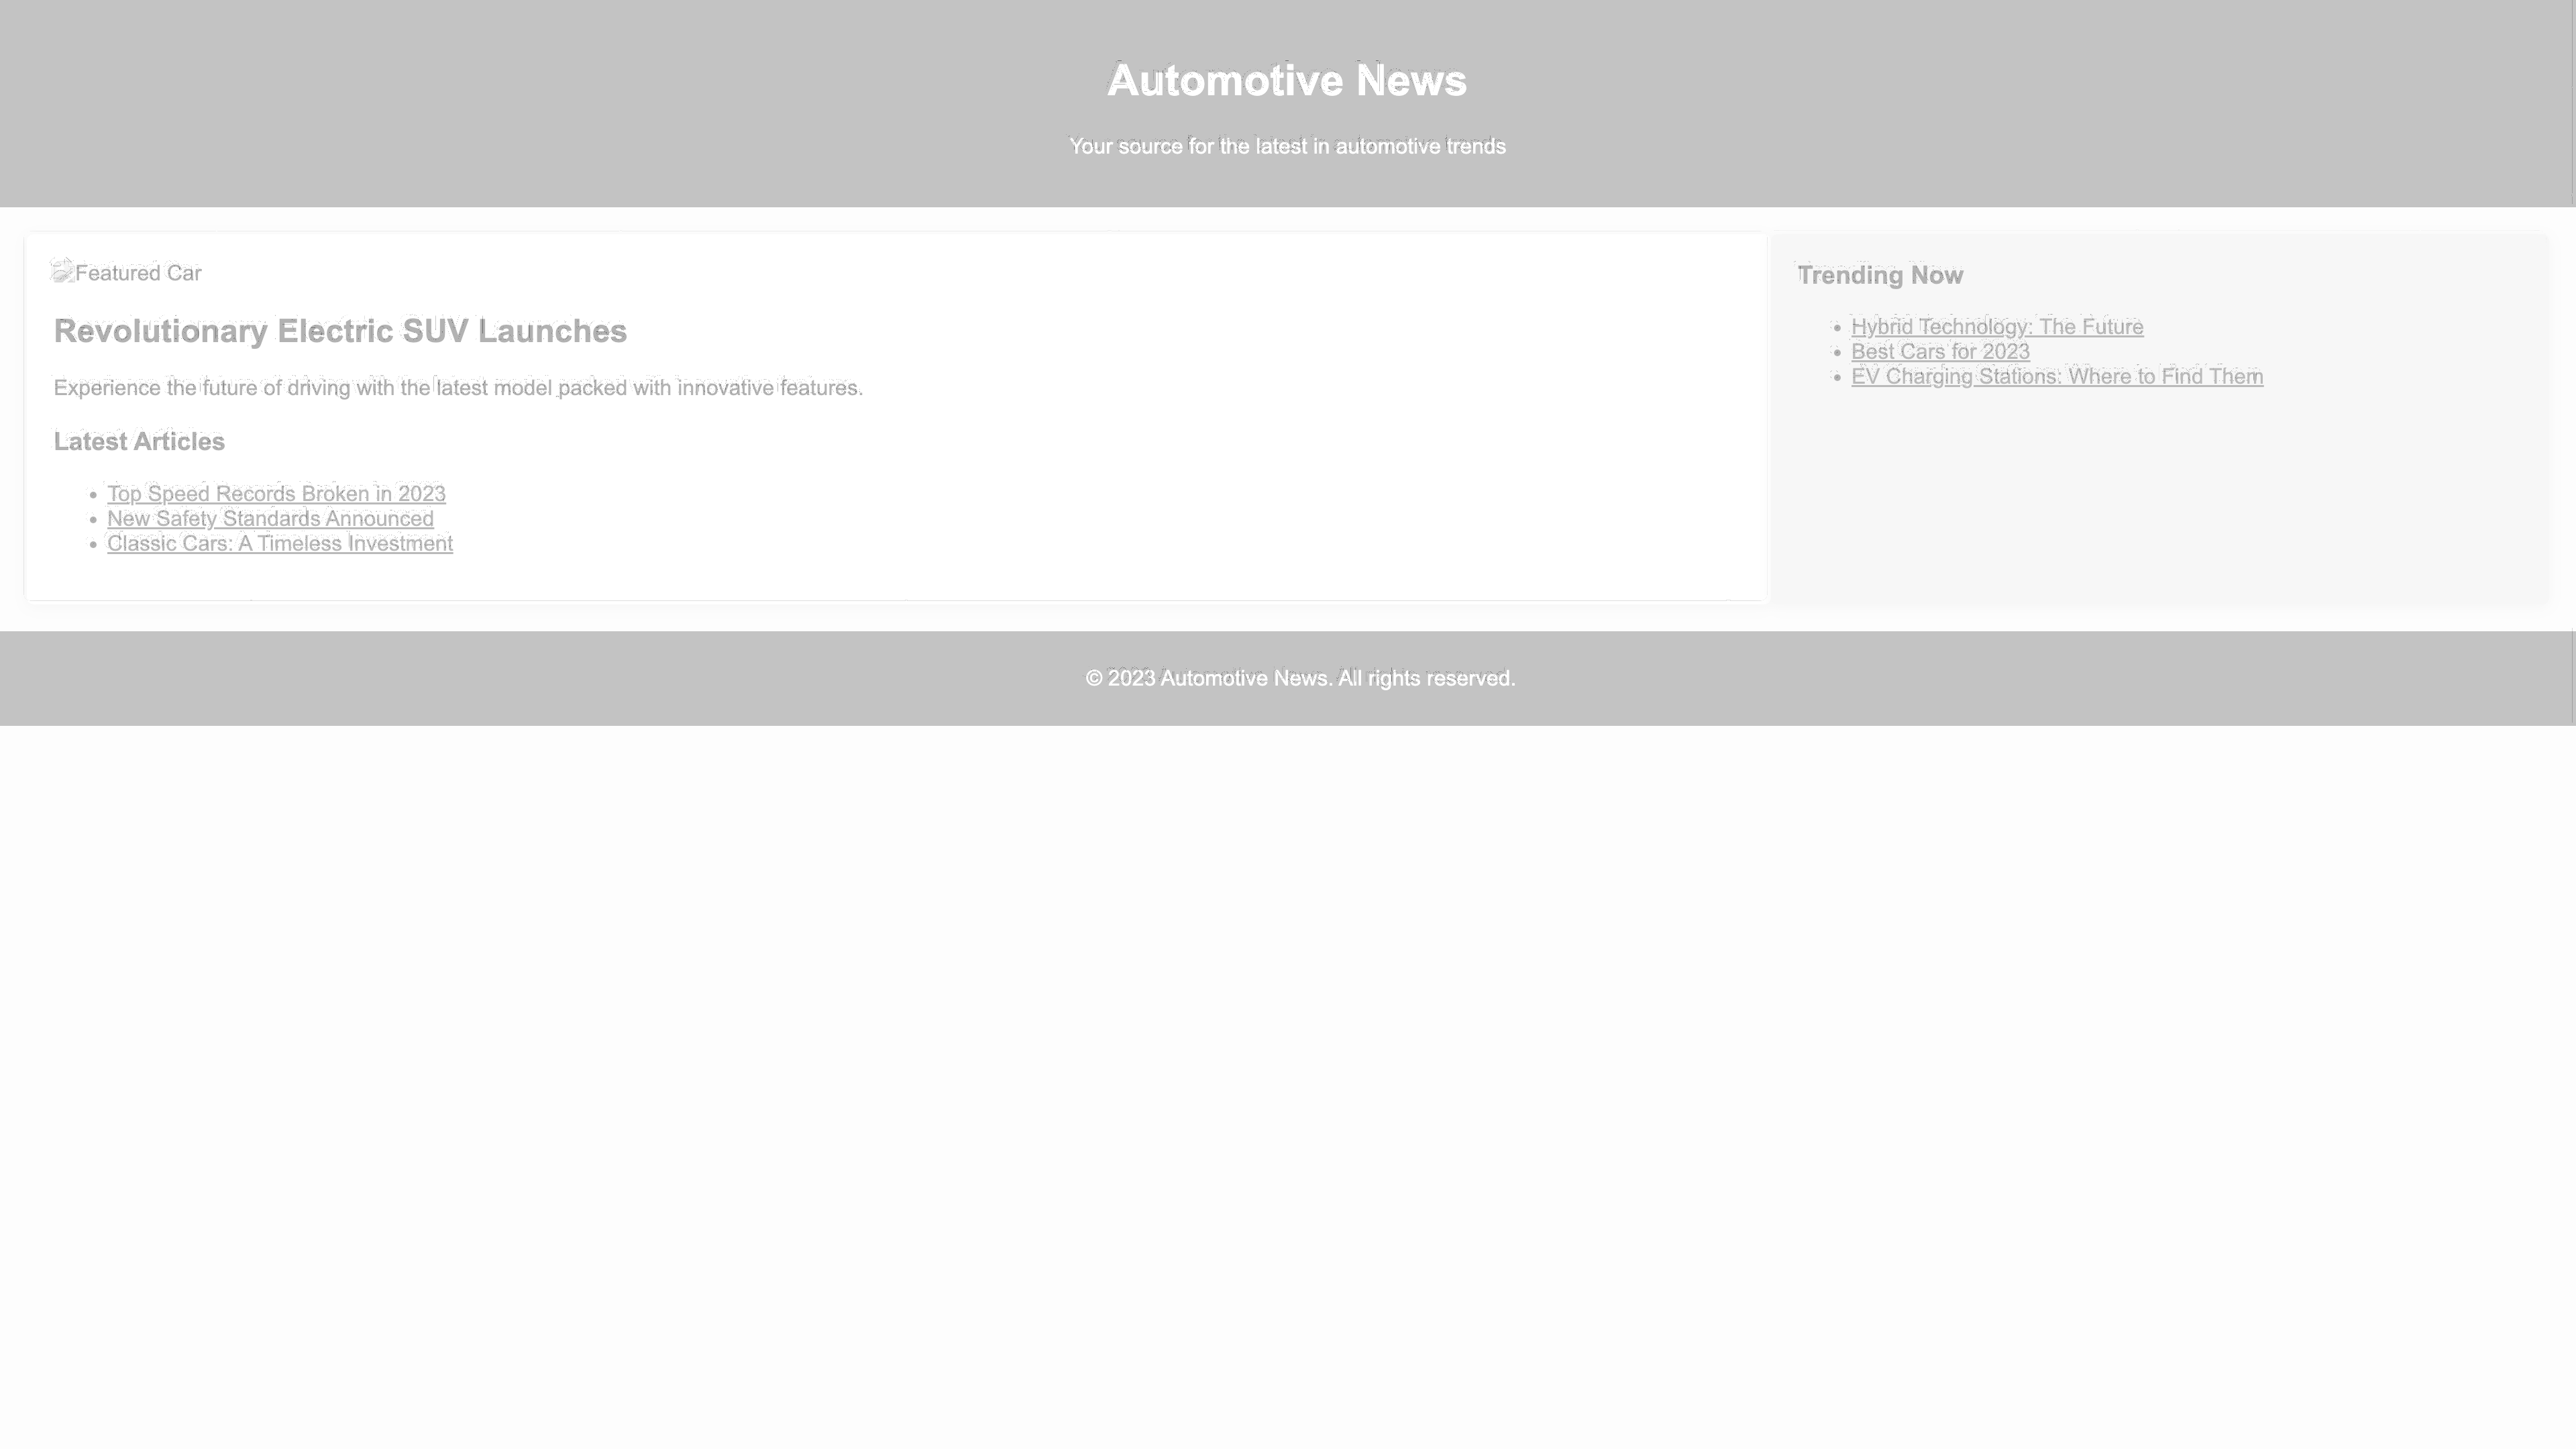 Automotive News
Your source for the latest in automotive trends
Featured Car
Revolutionary Electric SUV Launches
Experience the future of driving with the latest model packed with innovative features.
Latest Articles
Top Speed Records Broken in 2023
New Safety Standards Announced
Classic Cars: A Timeless Investment
Trending Now
Hybrid Technology: The Future
Best Cars for 2023
EV Charging Stations: Where to Find Them
© 2023 Automotive News. All rights reserved.